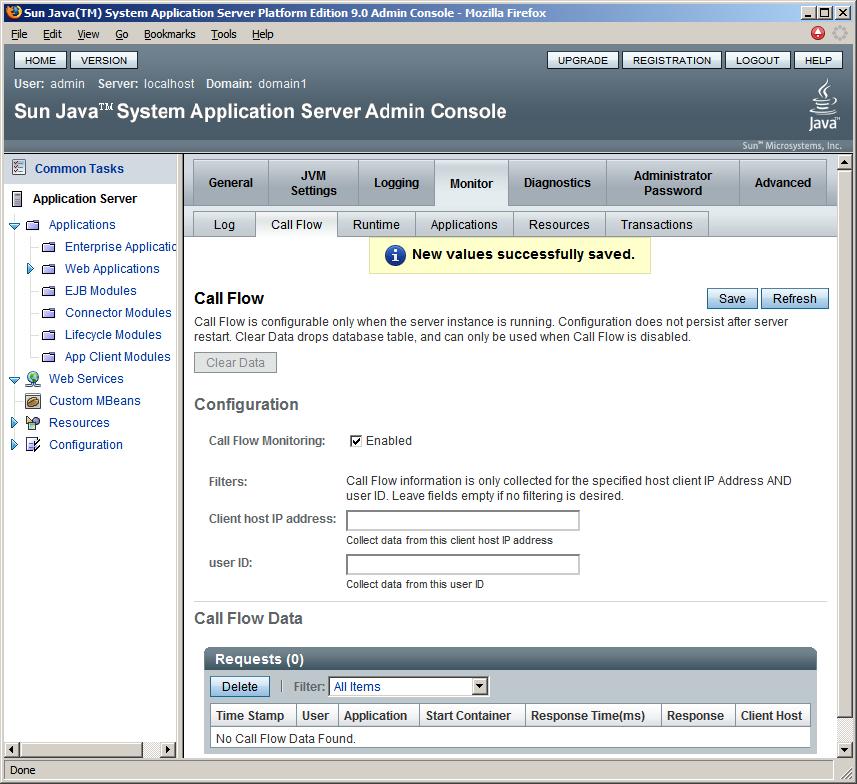 Sun Java(TM) System Application Server Platform Edition 9.0 Admin Console - Mozilla Firefox
File Edit View Go Bookmarks Tools Help
HOME VERSION UPGRADE REGISTRATION LOGOUT HELP
User: admin Server: localhost Domain: domain1
Sun Java™ System Application Server Admin Console
Java™
Sun™ Microsystems, Inc.
Common Tasks
Application Server
Applications
Enterprise Applicatic
Web Applications
EJB Modules
Connector Modules
Lifecycle Modules
App Client Modules
Web Services
Custom MBeans
Resources
Configuration
General JVM Settings Logging Monitor Diagnostics Administrator Password Advanced
Log Call Flow Runtime Applications Resources Transactions
New values successfully saved.
Call Flow Save Refresh
Call Flow is configurable only when the server instance is running. Configuration does not persist after server
restart. Clear Data drops database table, and can only be used when Call Flow is disabled.
Clear Data
Configuration
Call Flow Monitoring: Enabled
Filters: Call Flow information is only collected for the specified host client IP Address AND
user ID. Leave fields empty if no filtering is desired.
Client host IP address:
Collect data from this client host IP address
user ID:
Collect data from this user ID
Call Flow Data
Requests (0)
Delete Filter: All Items
Time Stamp User Application Start Container Response Time(ms) Response Client Host
No Call Flow Data Found.
Done